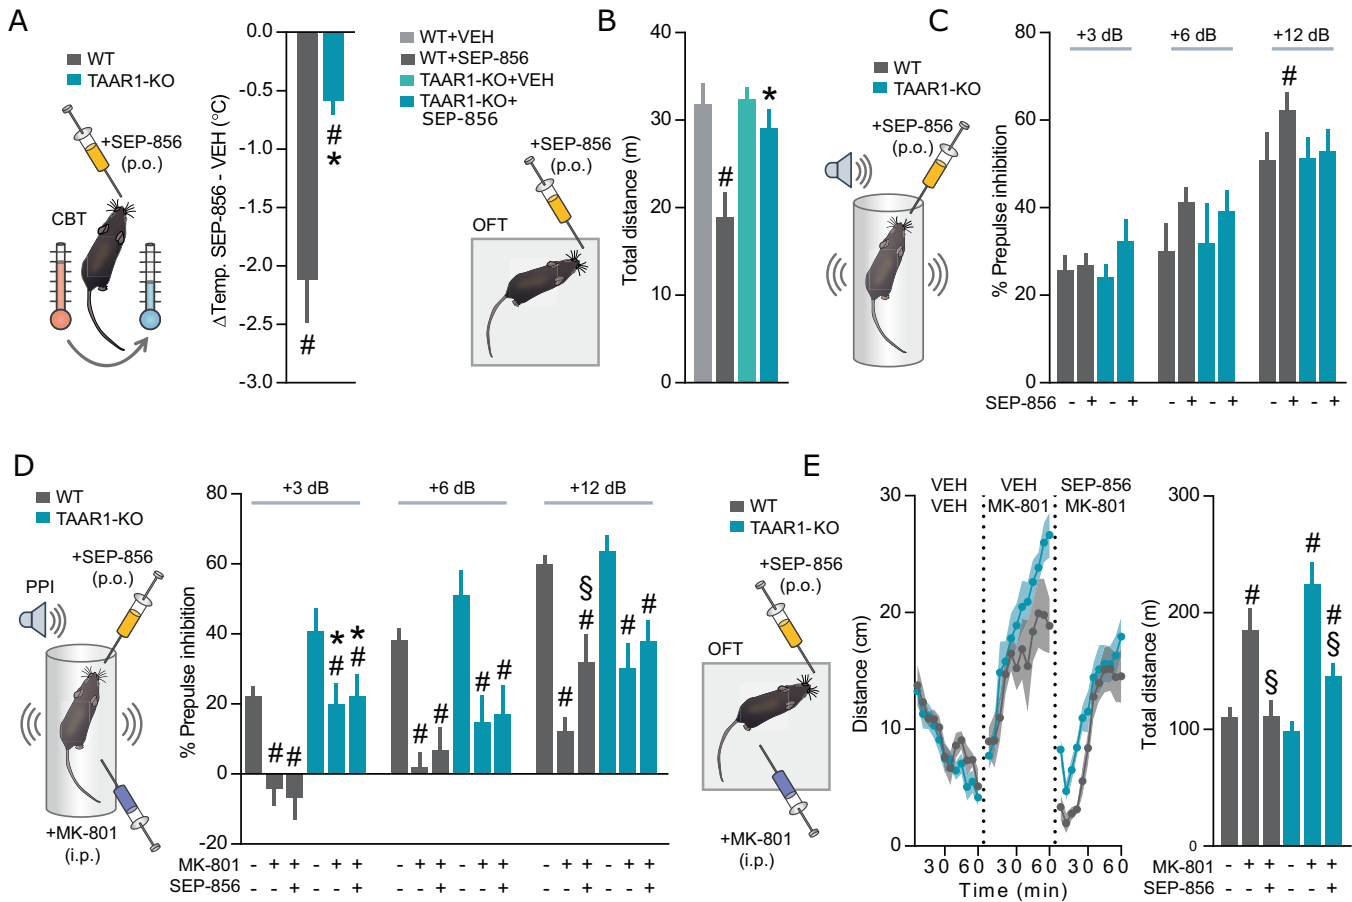 A
WT
TAAR1-KO
+SEP-856
(p.o.)
CBT
ΔTemp. SEP-856 - VEH (°C)
0.0
-0.5
-1.0
-1.5
-2.0
-2.5
-3.0
#
#
*
WT+VEH
WT+SEP-856
TAAR1-KO+VEH
TAAR1-KO+
SEP-856
+SEP-856
(p.o.)
OFT
B
Total distance (m)
40
30
20
10
0
#
*
C
WT
TAAR1-KO
+SEP-856
(p.o.)
% Prepulse inhibition
80
60
40
20
0
+3 dB +6 dB +12 dB
#
SEP-856 - + - + - + - + - + - +
D
WT
TAAR1-KO
+SEP-856
(p.o.)
PPI
+MK-801
(i.p.)
% Prepulse inhibition
80
60
40
20
0
-20
+3 dB +6 dB +12 dB
# # * # * #
# # # #
# § # # #
MK-801 - + + - + + - + + - + + - + + - + +
SEP-856 - - + - - + - - + - - + - - + - - +
E
WT
TAAR1-KO
+SEP-856
(p.o.)
OFT
+MK-801
(i.p.)
Distance (cm)
30
20
10
0
VEH VEH SEP-856
VEH MK-801 MK-801
30 60 30 60 30 60
Time (min)
Total distance (m)
300
200
100
0
# § # # §
MK-801 - + + - + +
SEP-856 - - + - - +